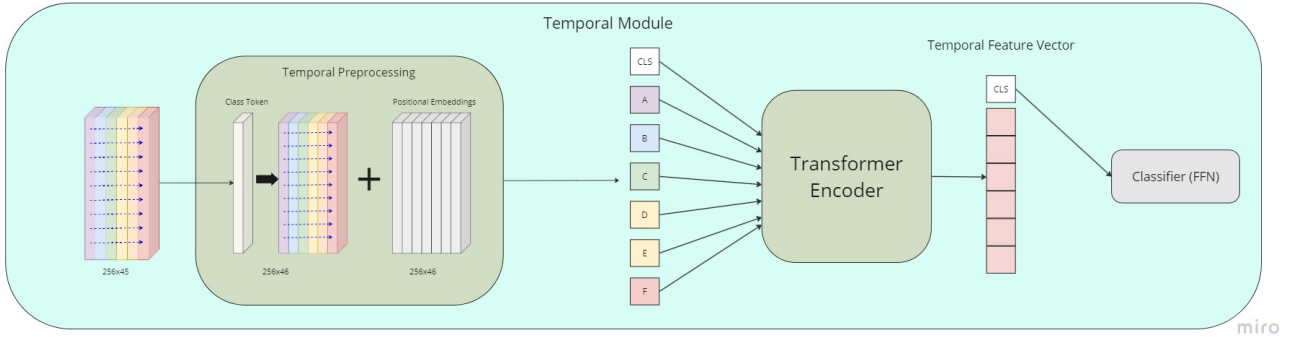 Temporal Module
Temporal Preprocessing
Class Token
Positional Embeddings
256x45
256x46
256x46
CLS
A
B
C
D
E
F
Transformer
Encoder
Temporal Feature Vector
CLS
Classifier (FFN)
miro